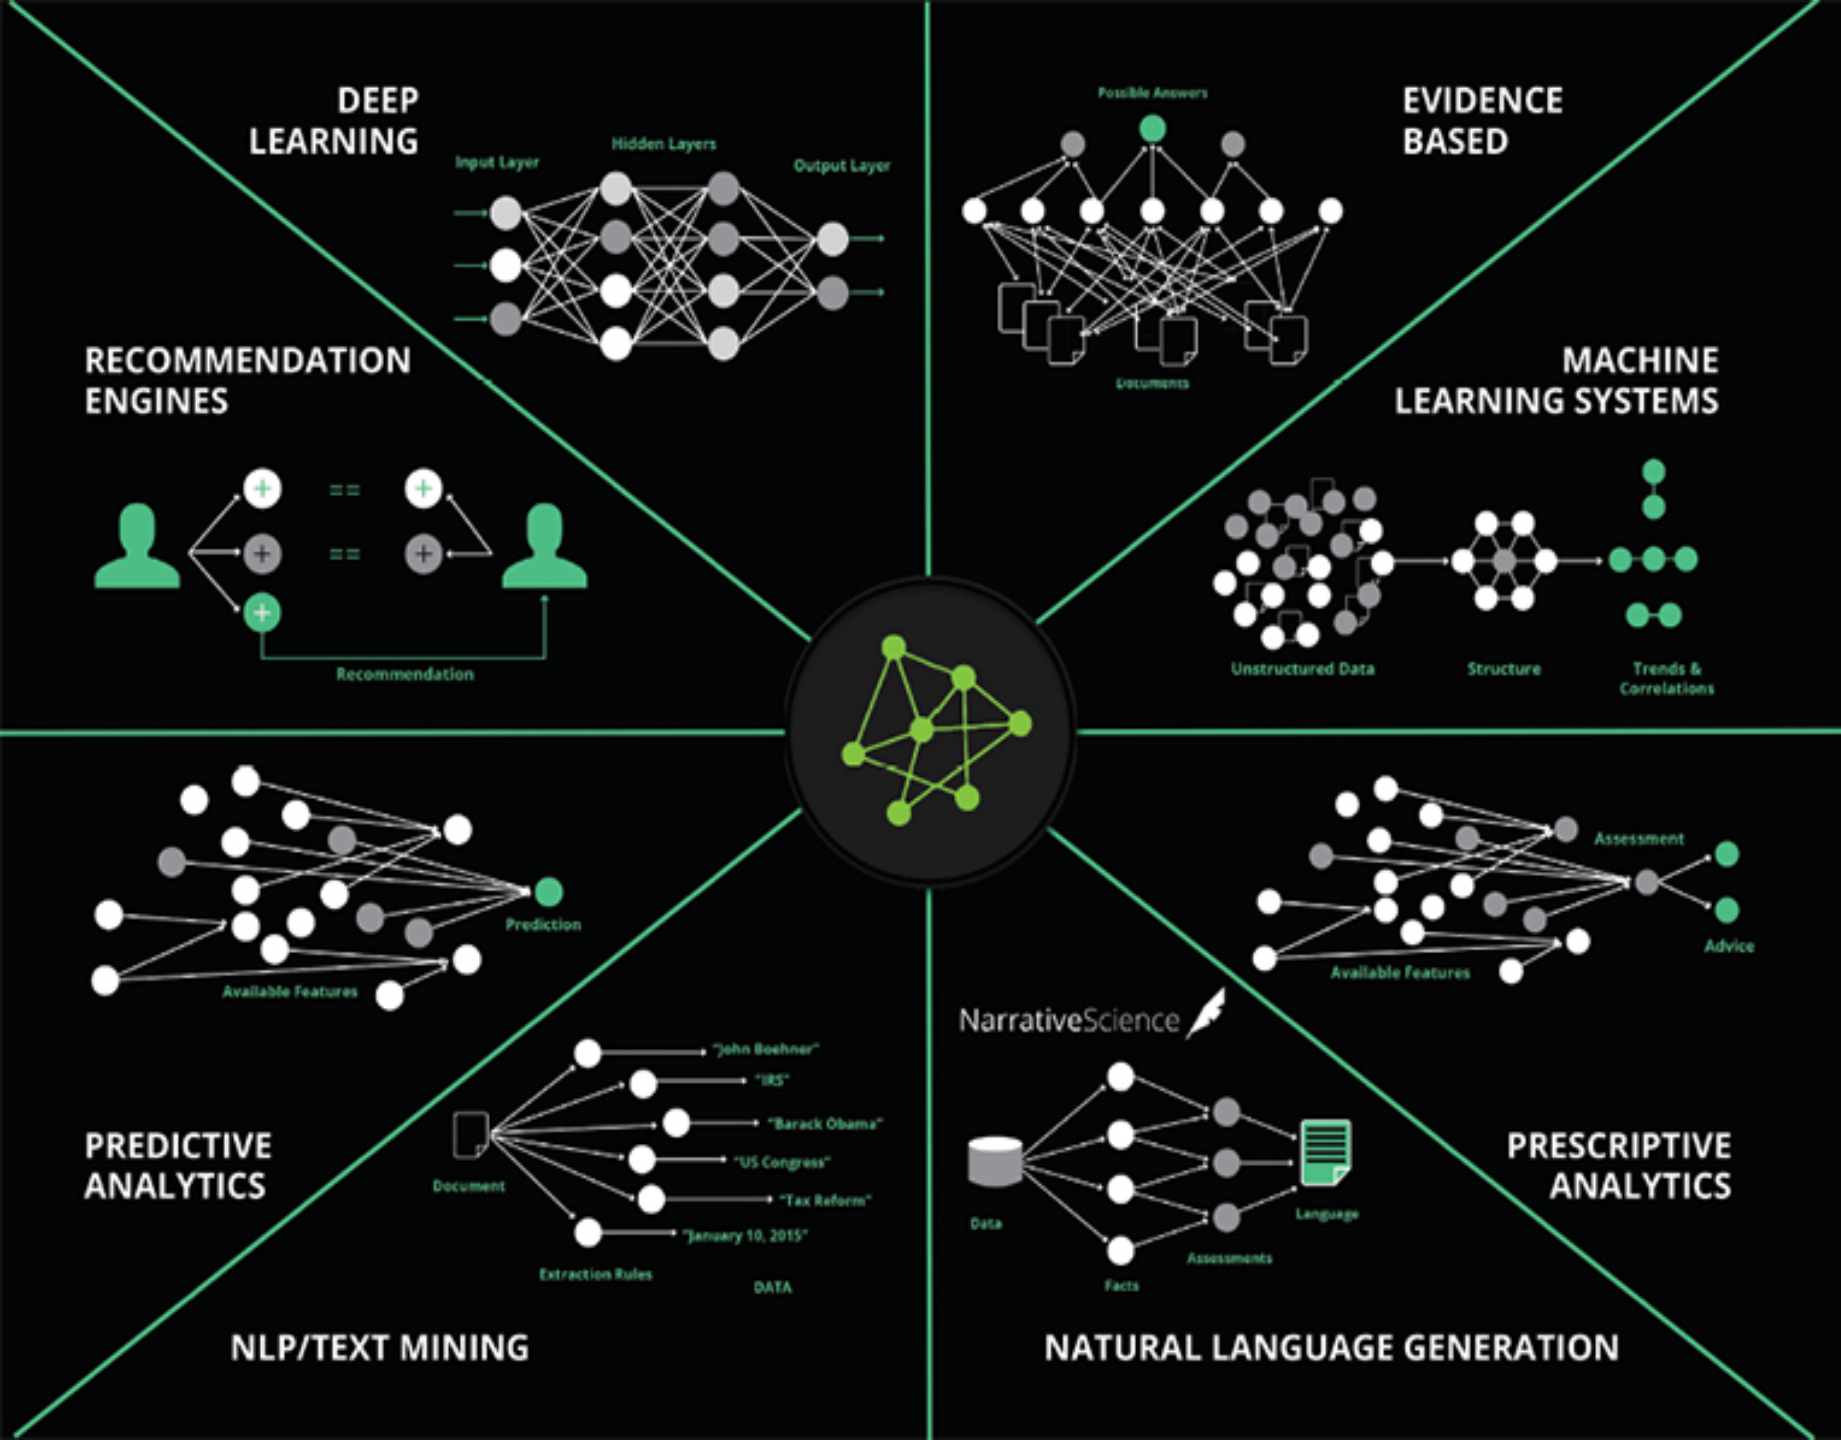 DEEP
LEARNING
Input Layer
Hidden Layers
Output Layer
Possible Answers
Documents
EVIDENCE
BASED
RECOMMENDATION
ENGINES
+ == +
+ == +
+
Recommendation
MACHINE
LEARNING SYSTEMS
Unstructured Data
Structure
Trends &
Correlations
Prediction
Available Features
PREDICTIVE
ANALYTICS
Assessment
Advice
Available Features
PRESCRIPTIVE
ANALYTICS
"John Boehner"
"IRS"
"Barack Obama"
"US Congress"
"Tax Reform"
"January 10, 2015"
Document
Extraction Rules
DATA
NLP/TEXT MINING
NarrativeScience
Data
Facts
Assessments
Language
NATURAL LANGUAGE GENERATION